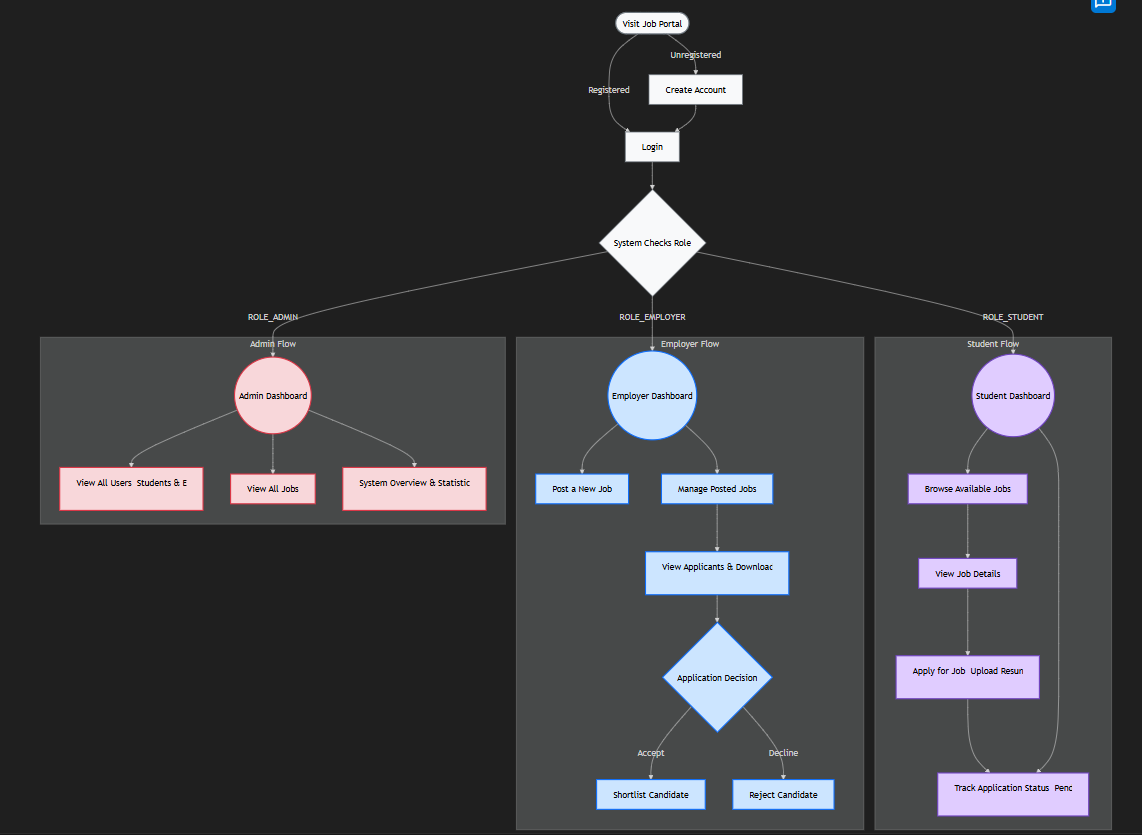 Visit Job Portal
Unregistered
Registered
Create Account
Login
System Checks Role
ROLE_ADMIN
ROLE_EMPLOYER
ROLE_STUDENT
Admin Flow
Employer Flow
Student Flow
Admin Dashboard
Employer Dashboard
Student Dashboard
View All Users Students & E
View All Jobs
System Overview & Statistic
Post a New Job
Manage Posted Jobs
Browse Available Jobs
View Applicants & Downloac
View Job Details
Apply for Job Upload Resun
Application Decision
Accept
Decline
Shortlist Candidate
Reject Candidate
Track Application Status Penc